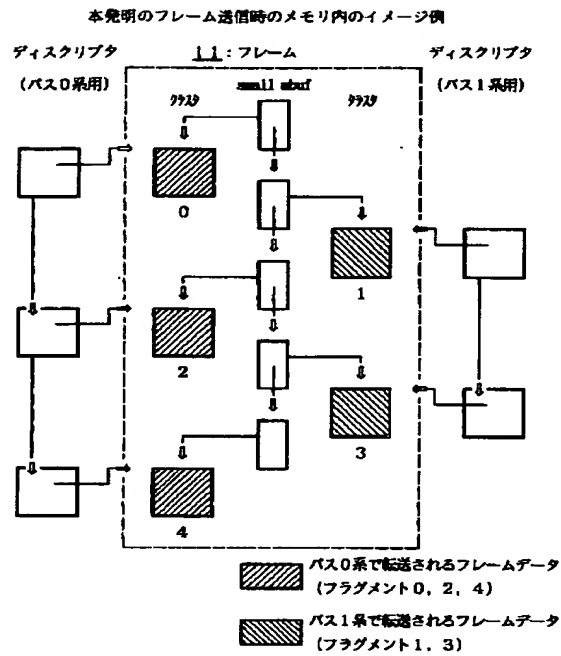 本発明のフレーム送信時のメモリ内のイメージ例
ディスクリプタ
(バス0系用)
11:フレーム
ディスクリプタ
(バス1系用)
small mbuf
クラスタ
クラスタ
0
1
2
3
4
バス0系で転送されるフレームデータ
(フラグメント0,2,4)
バス1系で転送されるフレームデータ
(フラグメント1,3)